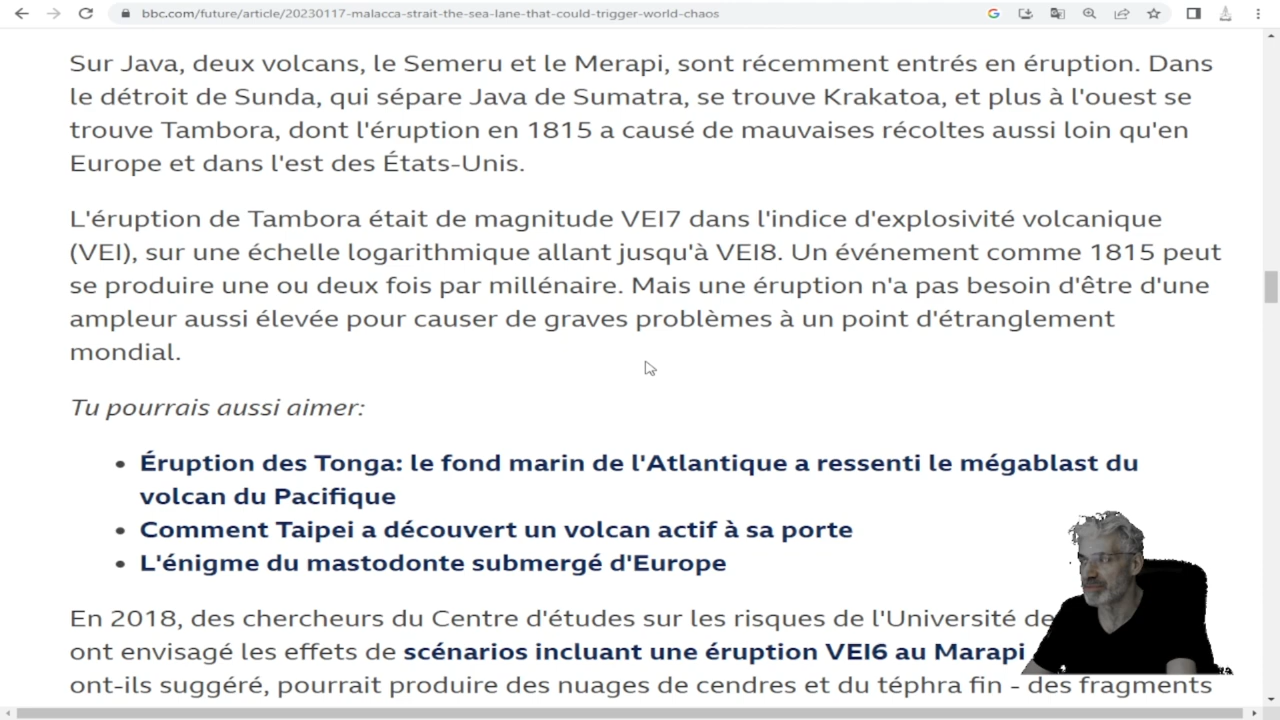 bbc.com/future/article/20230117-malacca-strait-the-sea-lane-that-could-trigger-world-chaos
Sur Java, deux volcans, le Semeru et le Merapi, sont récemment entrés en éruption. Dans
le détroit de Sunda, qui sépare Java de Sumatra, se trouve Krakatoa, et plus à l'ouest se
trouve Tambora, dont l'éruption en 1815 a causé de mauvaises récoltes aussi loin qu'en
Europe et dans l'est des États-Unis.
L'éruption de Tambora était de magnitude VEI7 dans l'indice d'explosivité volcanique
(VEI), sur une échelle logarithmique allant jusqu'à VEI8. Un événement comme 1815 peut
se produire une ou deux fois par millénaire. Mais une éruption n'a pas besoin d'être d'une
ampleur aussi élevée pour causer de graves problèmes à un point d'étranglement
mondial.
Tu pourrais aussi aimer:
• Éruption des Tonga: le fond marin de l'Atlantique a ressenti le mégablast du
volcan du Pacifique
• Comment Taipei a découvert un volcan actif à sa porte
• L'énigme du mastodonte submergé d'Europe
En 2018, des chercheurs du Centre d'études sur les risques de l'Université de
ont envisagé les effets de scénarios incluant une éruption VEI6 au Marapi
ont-ils suggéré, pourrait produire des nuages de cendres et du téphra fin - des fragments